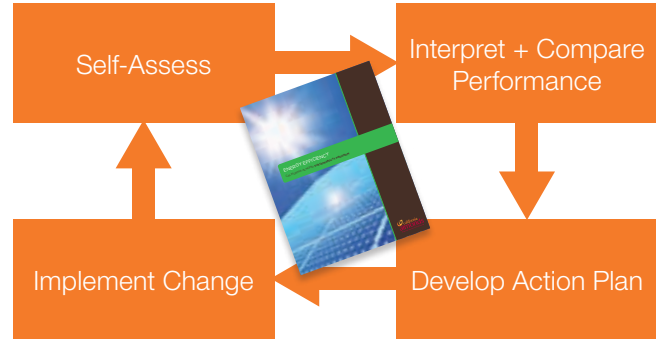 Self-Assess
Interpret + Compare
Performance
ENERGY EFFICIENCY
Implement Change
Develop Action Plan